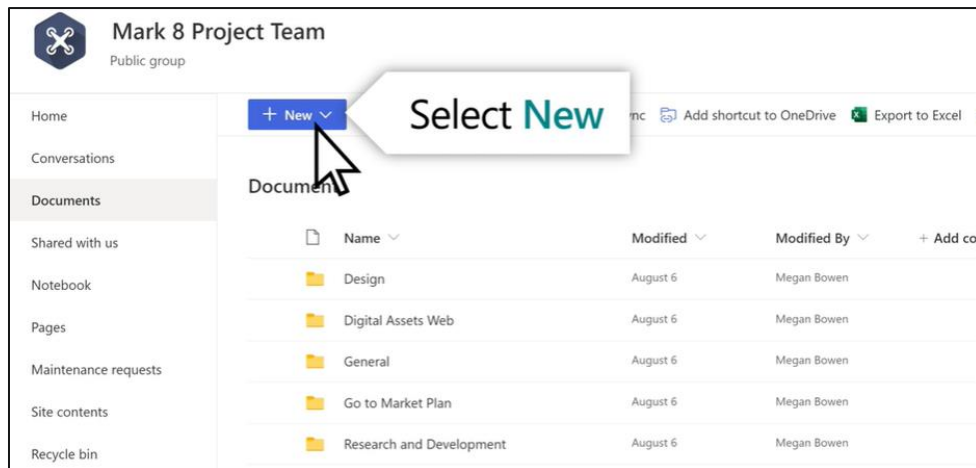 Mark 8 Project Team
Public group
Home
Conversations
Documents
Shared with us
Notebook
Pages
Maintenance requests
Site contents
Recycle bin
+ New
Select New
Add shortcut to OneDrive
Export to Excel
Name
Modified
Modified By
Design August 6 Megan Bowen
Digital Assets Web August 6 Megan Bowen
General August 6 Megan Bowen
Go to Market Plan August 6 Megan Bowen
Research and Development August 6 Megan Bowen